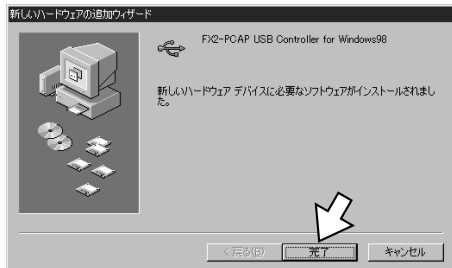 新しいハードウェアの追加ウィザード
FX2-PCAP USB Controller for Windows98
新しいハードウェア デバイスに必要なソフトウェアがインストールされまし
た。
< 戻る(B)
完了
キャンセル